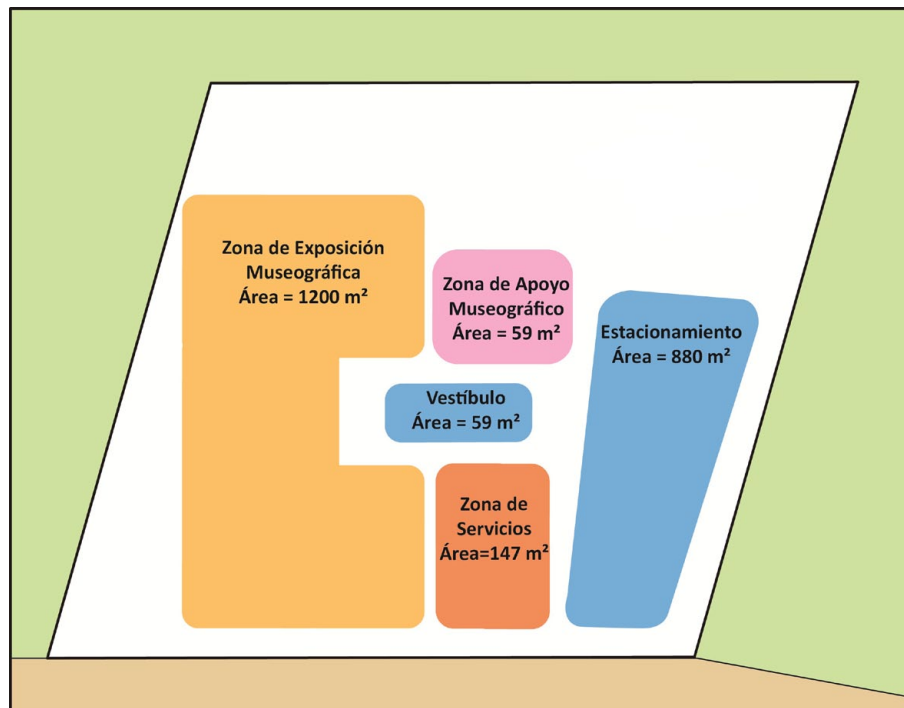 Zona de Exposición
Museográfica
Área = 1200 m²
Zona de Apoyo
Museográfico
Área = 59 m²
Estacionamiento
Área = 880 m²
Vestíbulo
Área = 59 m²
Zona de
Servicios
Área=147 m²